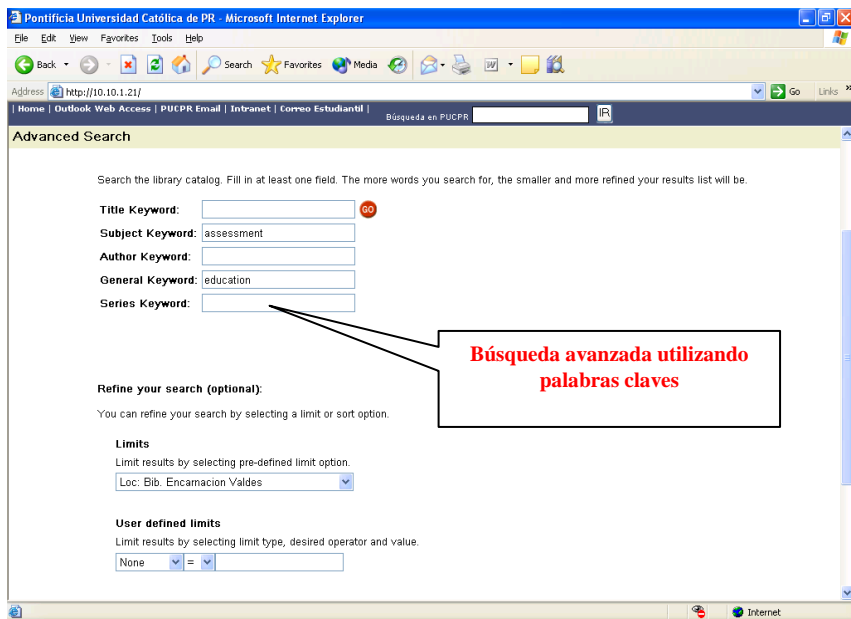 Pontificia Universidad Católica de PR - Microsoft Internet Explorer
File Edit View Favorites Tools Help
Back Search Favorites Media
Address http://10.10.1.21/ Go Links »
| Home | Outlook Web Access | PUCPR Email | Intranet | Correo Estudiantil |
Búsqueda en PUCPR IR
Advanced Search
Search the library catalog. Fill in at least one field. The more words you search for, the smaller and more refined your results list will be.
Title Keyword: GO
Subject Keyword: assessment
Author Keyword:
General Keyword: education
Series Keyword:
Búsqueda avanzada utilizando
palabras claves
Refine your search (optional):
You can refine your search by selecting a limit or sort option.
Limits
Limit results by selecting pre-defined limit option.
Loc: Bib. Encarnacion Valdes
User defined limits
Limit results by selecting limit type, desired operator and value.
None =
Internet